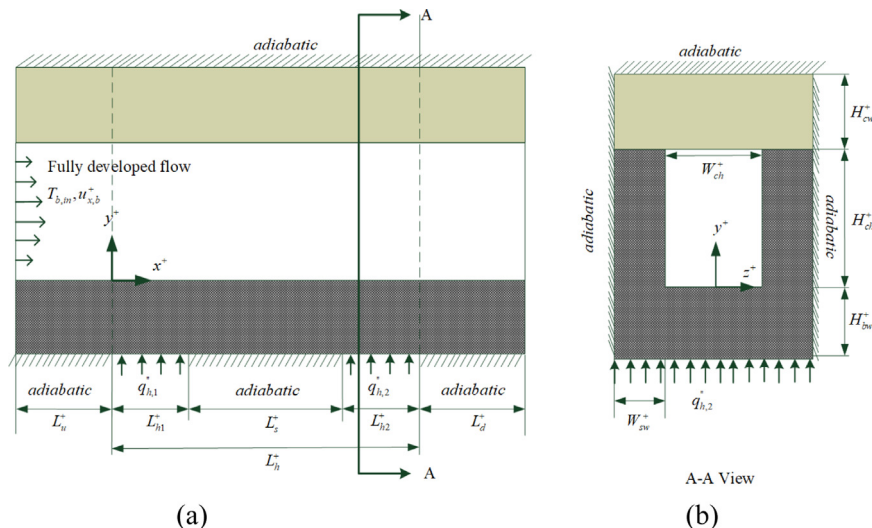 A
adiabatic
Fully developed flow
T_{b,in}, u^+_{x,b}
y^+
x^+
adiabatic
q^"_{h,1}
adiabatic
q^"_{h,2}
adiabatic
L^+_u
L^+_{h1}
L^+_s
L^+_{h2}
L^+_d
L^+_h
A
(a)
adiabatic
H^+_{cw}
W^+_{ch}
adiabatic
H^+_{ch}
adiabatic
y^+
z^+
H^+_{bw}
q^"_{h,2}
W^+_{sw}
A-A View
(b)